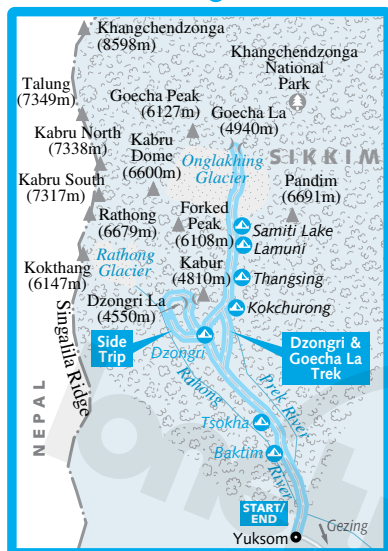 Khangchendzonga
(8598m)
Khangchendzonga
National
Park
Talung
(7349m)
Goecha Peak
(6127m)
Goecha La
(4940m)
Kabru North
(7338m)
Kabru
Dome
(6600m)
Onglakhing
Glacier
SIKKIM
Kabru South
(7317m)
Pandim
(6691m)
Rathong
(6679m)
Forked
Peak
(6108m)
Samiti Lake
Lamuni
Rathong
Glacier
Kokthang
(6147m)
Kabur
(4810m)
Thangsing
Dzongri La
(4550m)
Kokchurong
Singalila Ridge
Side
Trip
Dzongri
Dzongri &
Goecha La
Trek
NEPAL
Rahong
Prek River
Tsokha
Baktim
River
START/
END
Gezing
Yuksom